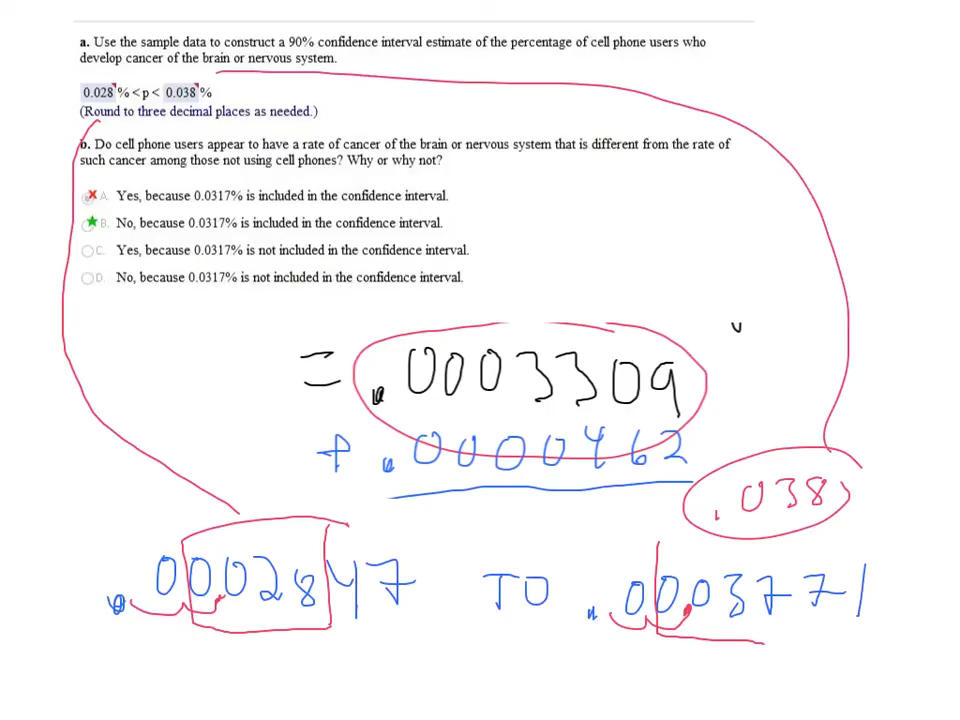 a. Use the sample data to construct a 90% confidence interval estimate of the percentage of cell phone users who
develop cancer of the brain or nervous system.
0.028 % < p < 0.038 %
(Round to three decimal places as needed.)
b. Do cell phone users appear to have a rate of cancer of the brain or nervous system that is different from the rate of
such cancer among those not using cell phones? Why or why not?
A. Yes, because 0.0317% is included in the confidence interval.
B. No, because 0.0317% is included in the confidence interval.
C. Yes, because 0.0317% is not included in the confidence interval.
D. No, because 0.0317% is not included in the confidence interval.
= .0003309
+ .0000462
.038
.0002847 TO .0003771